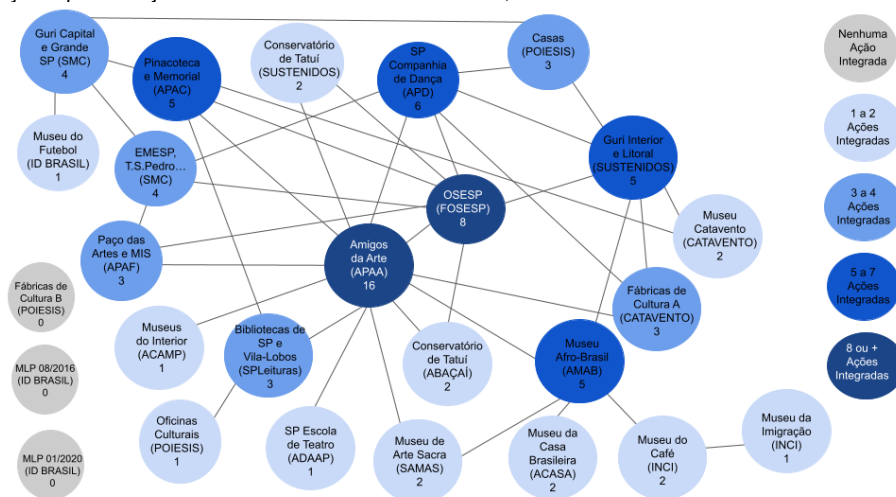 Guri Capital
e Grande
SP (SMC)
4
Pinacoteca
e Memorial
(APAC)
5
Conservatório
de Tatuí
(SUSTENIDOS)
2
SP
Companhia
de Dança
(APD)
6
Casas
(POIESIS)
3
Nenhuma
Ação
Integrada
Museu do
Futebol
(ID BRASIL)
1
EMESP,
T.S.Pedro…
(SMC)
4
Guri Interior
e Litoral
(SUSTENIDOS)
5
1 a 2
Ações
Integradas
OSESP
(FOSESP)
8
Museu
Catavento
(CATAVENTO)
2
3 a 4
Ações
Integradas
Paço das
Artes e MIS
(APAF)
3
Amigos
da Arte
(APAA)
16
Fábricas de
Cultura B
(POIESIS)
0
Fábricas de
Cultura A
(CATAVENTO)
3
5 a 7
Ações
Integradas
Museus
do Interior
(ACAMP)
1
Bibliotecas de
SP e
Vila-Lobos
(SPLeituras)
3
Conservatório
de Tatuí
(ABAÇAÍ)
2
Museu
Afro-Brasil
(AMAB)
5
8 ou +
Ações
Integradas
MLP 08/2016
(ID BRASIL)
0
Oficinas
Culturais
(POIESIS)
1
SP Escola
de Teatro
(ADAAP)
1
Museu de
Arte Sacra
(SAMAS)
2
Museu da
Casa
Brasileira
(ACASA)
2
Museu do
Café
(INCI)
2
Museu da
Imigração
(INCI)
1
MLP 01/2020
(ID BRASIL)
0